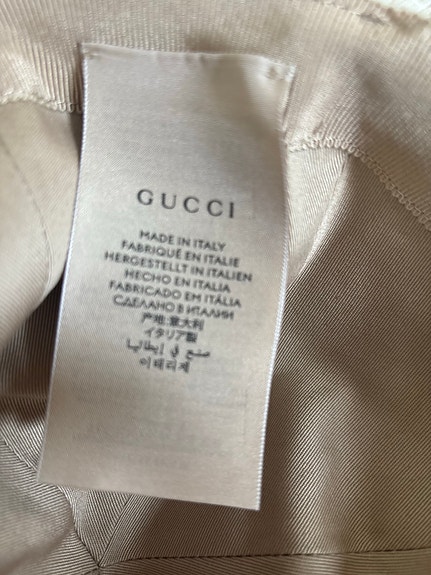 GUCCI
MADE IN ITALY
FABRIQUÉ EN ITALIE
HERGESTELLT IN ITALIEN
HECHO EN ITALIA
FABRICADO EM ITÁLIA
СДЕЛАНО В ИТАЛИИ
产地:意大利
イタリア製
صنع في إيطاليا
이태리제